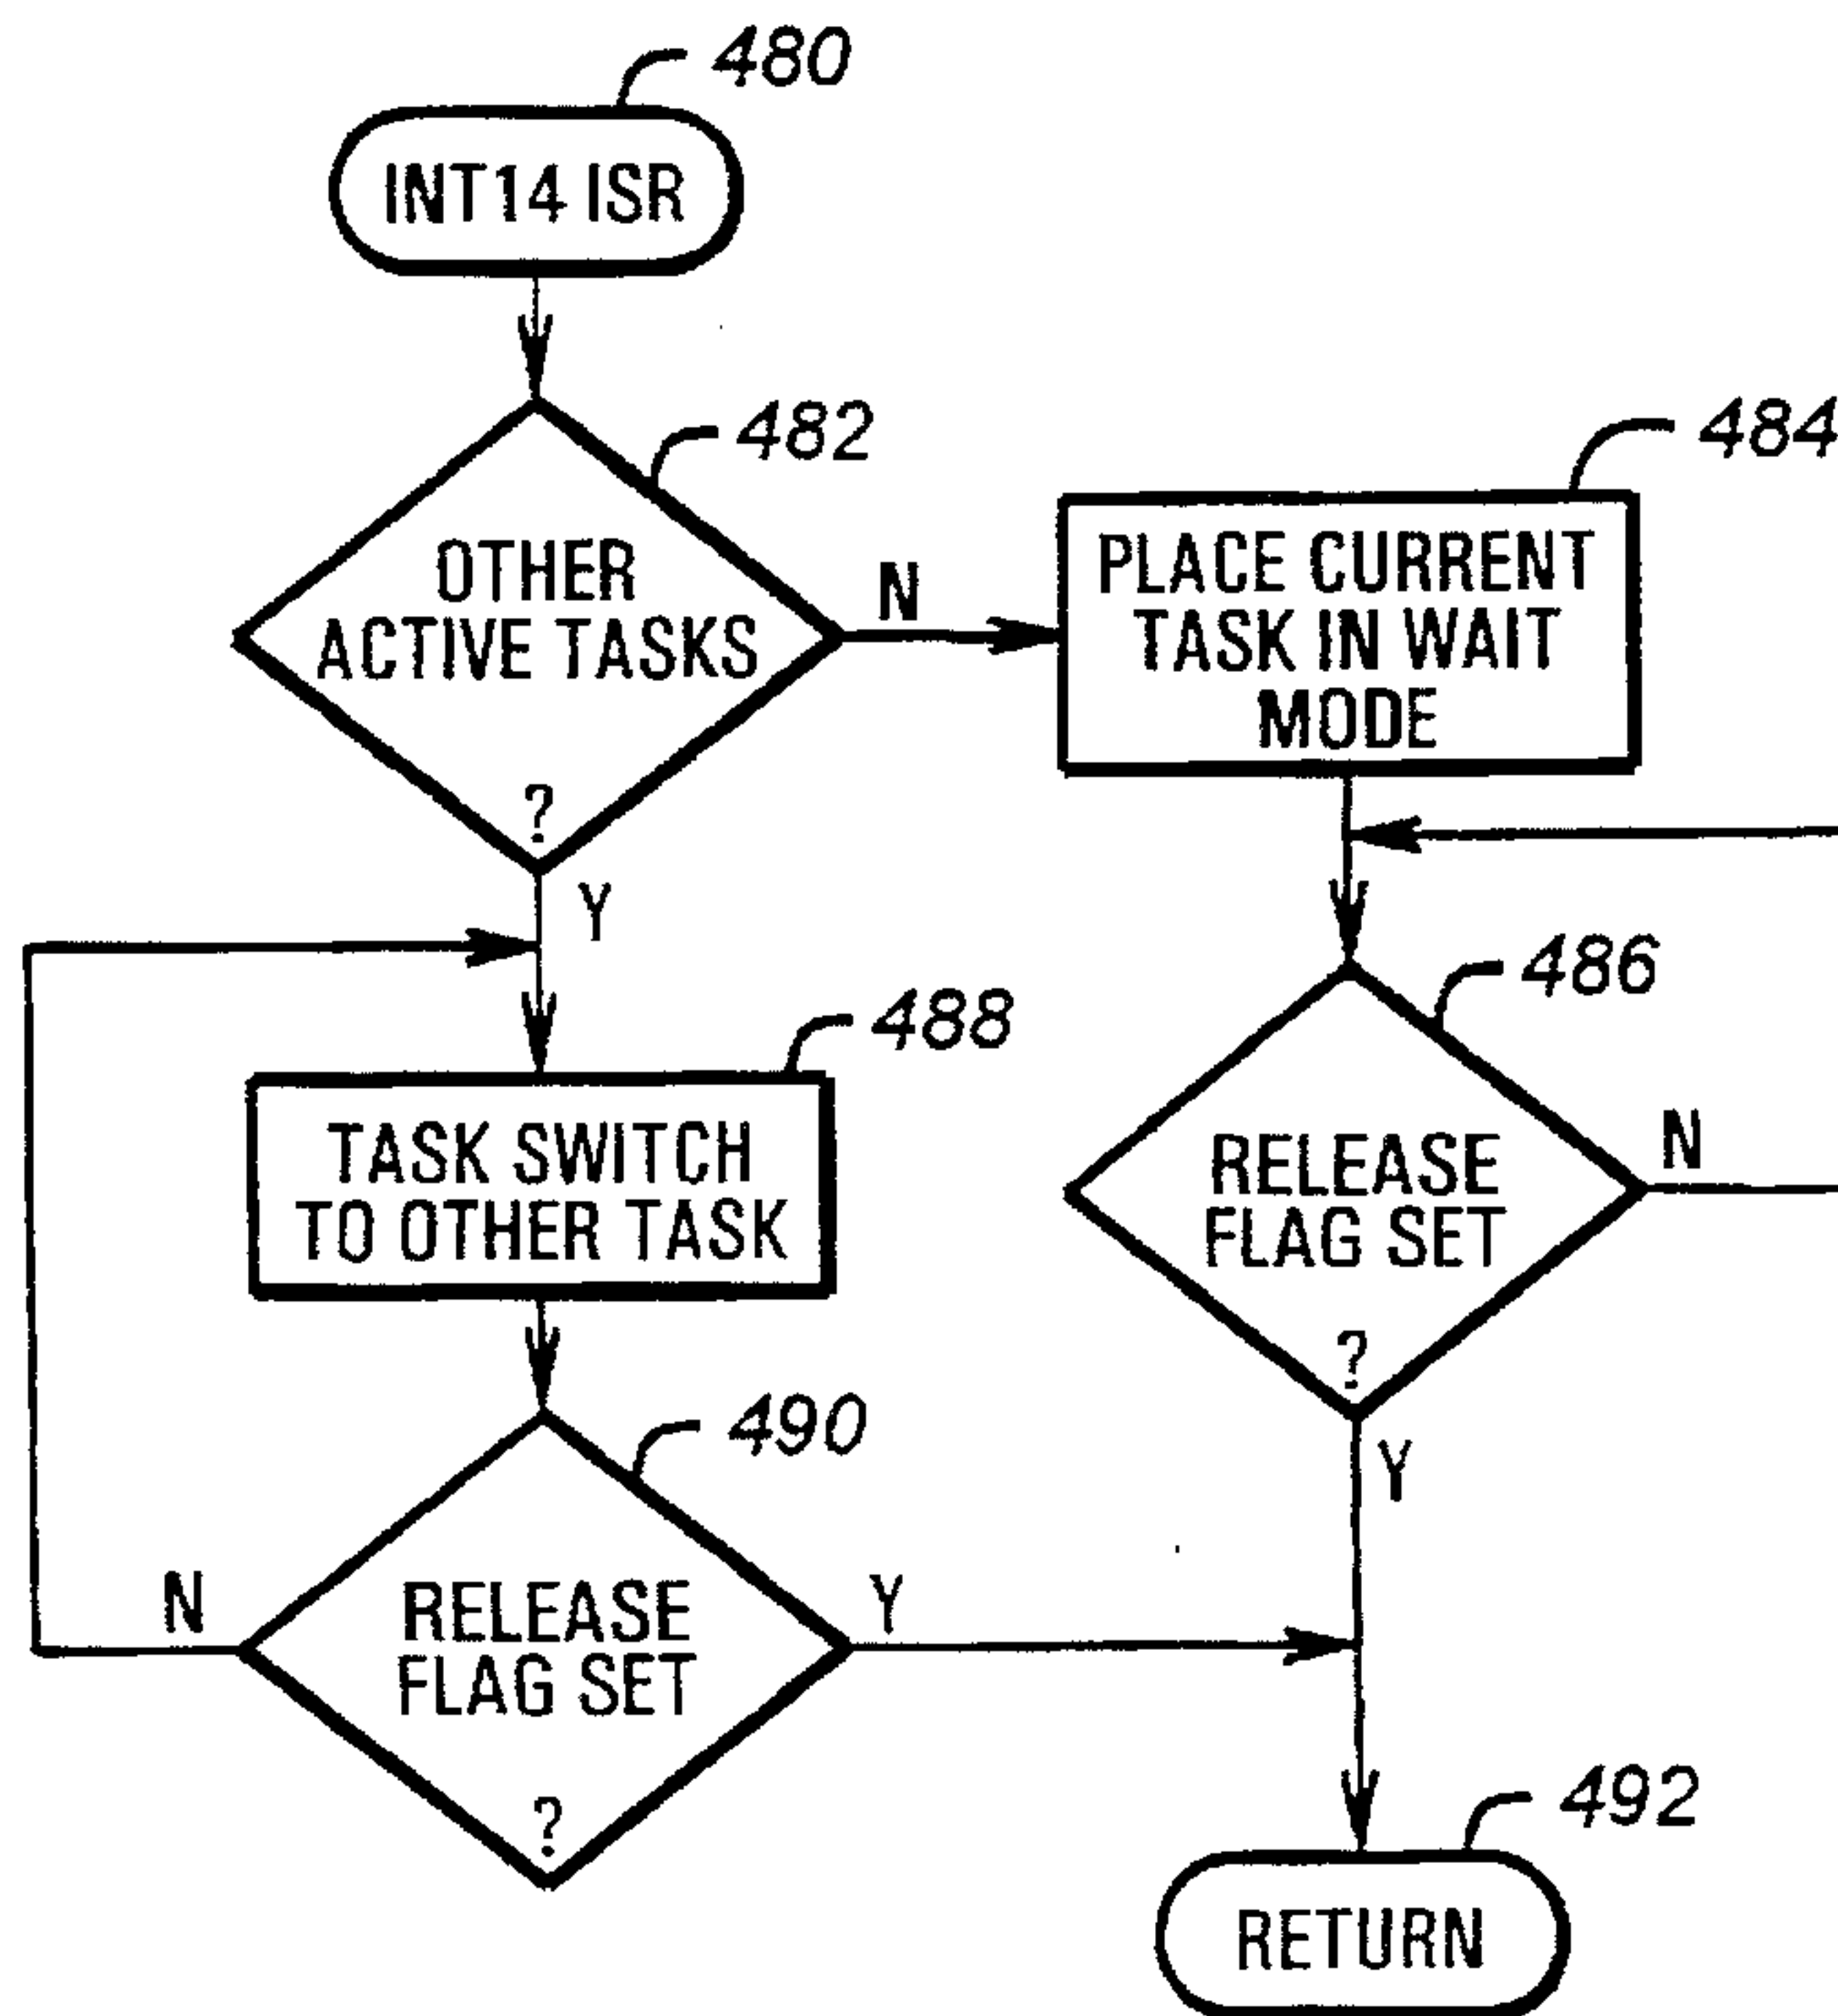 480
INT14 ISR
482
OTHER
ACTIVE TASKS
?
N
Y
484
PLACE CURRENT
TASK IN WAIT
MODE
486
RELEASE
FLAG SET
?
N
Y
488
TASK SWITCH
TO OTHER TASK
490
RELEASE
FLAG SET
?
N
Y
492
RETURN